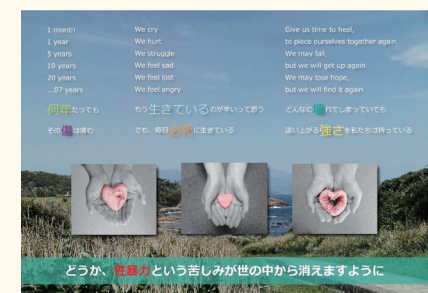 1 month
1 year
5 years
10 years
20 years
...07 years
We cry
We hurt
We struggle
We feel sad
We feel lost
We feel angry
Give us time to heal,
to piece ourselves together again
We may fall,
but we will get up again
We may lose hope,
but we will find it again
何年たっても
その傷は痛む
もう生きているのが辛いって思う
でも、毎日必死に生きている
どんなに壊れてしまっていても
這い上がる強さを私たちは持っている
どうか、性暴力という苦しみが世の中から消えますように